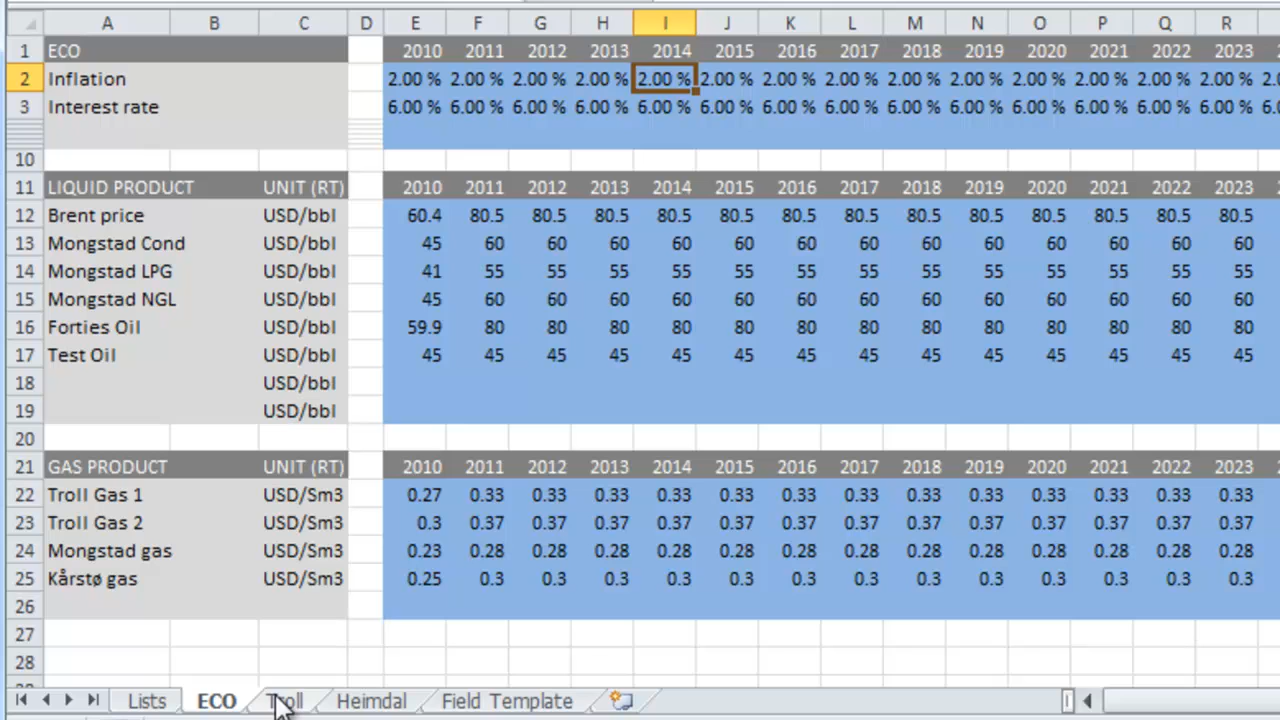 A B C D E F G H I J K L M N O P Q R
1 ECO 2010 2011 2012 2013 2014 2015 2016 2017 2018 2019 2020 2021 2022 2023
2 Inflation 2.00 % 2.00 % 2.00 % 2.00 % 2.00 % 2.00 % 2.00 % 2.00 % 2.00 % 2.00 % 2.00 % 2.00 % 2.00 % 2.00 % 2.0
3 Interest rate 6.00 % 6.00 % 6.00 % 6.00 % 6.00 % 6.00 % 6.00 % 6.00 % 6.00 % 6.00 % 6.00 % 6.00 % 6.00 % 6.00 % 6.0
10
11 LIQUID PRODUCT UNIT (RT) 2010 2011 2012 2013 2014 2015 2016 2017 2018 2019 2020 2021 2022 2023
12 Brent price USD/bbl 60.4 80.5 80.5 80.5 80.5 80.5 80.5 80.5 80.5 80.5 80.5 80.5 80.5 80.5
13 Mongstad Cond USD/bbl 45 60 60 60 60 60 60 60 60 60 60 60 60 60
14 Mongstad LPG USD/bbl 41 55 55 55 55 55 55 55 55 55 55 55 55 55
15 Mongstad NGL USD/bbl 45 60 60 60 60 60 60 60 60 60 60 60 60 60
16 Forties Oil USD/bbl 59.9 80 80 80 80 80 80 80 80 80 80 80 80 80
17 Test Oil USD/bbl 45 45 45 45 45 45 45 45 45 45 45 45 45 45
18 USD/bbl
19 USD/bbl
20
21 GAS PRODUCT UNIT (RT) 2010 2011 2012 2013 2014 2015 2016 2017 2018 2019 2020 2021 2022 2023
22 Troll Gas 1 USD/Sm3 0.27 0.33 0.33 0.33 0.33 0.33 0.33 0.33 0.33 0.33 0.33 0.33 0.33 0.33
23 Troll Gas 2 USD/Sm3 0.3 0.37 0.37 0.37 0.37 0.37 0.37 0.37 0.37 0.37 0.37 0.37 0.37 0.37
24 Mongstad gas USD/Sm3 0.23 0.28 0.28 0.28 0.28 0.28 0.28 0.28 0.28 0.28 0.28 0.28 0.28 0.28
25 Kårstø gas USD/Sm3 0.25 0.3 0.3 0.3 0.3 0.3 0.3 0.3 0.3 0.3 0.3 0.3 0.3 0.3
26
27
28
Lists ECO Troll Heimdal Field Template